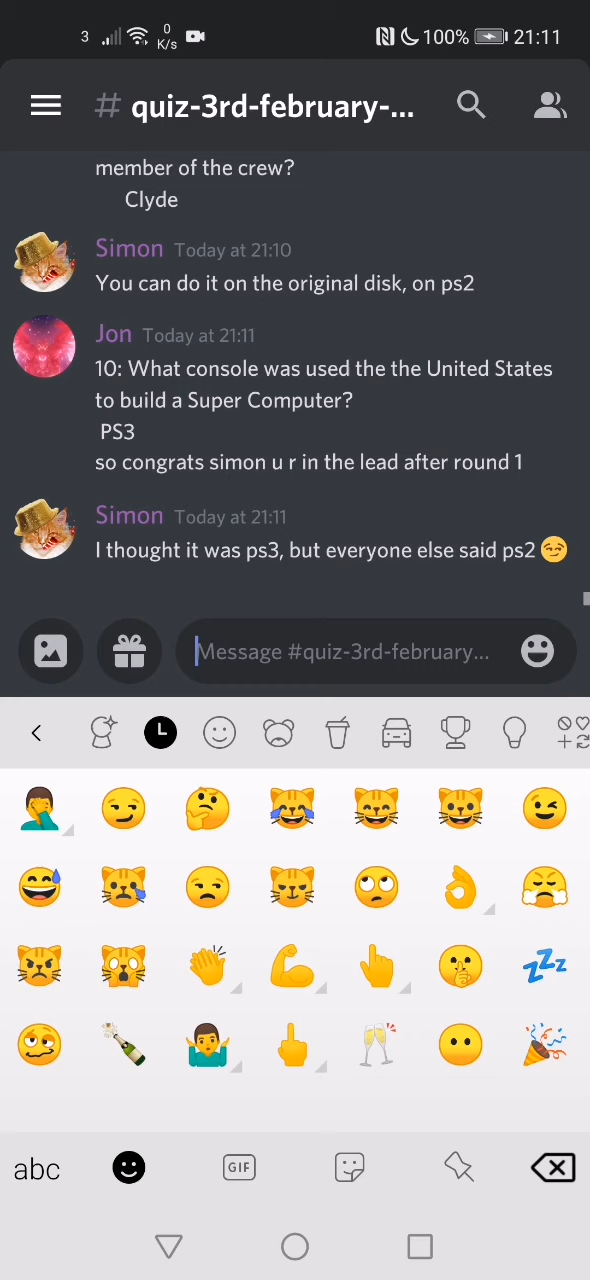 3 0 K/s 100% 21:11
# quiz-3rd-february-...
member of the crew?
Clyde
Simon Today at 21:10
You can do it on the original disk, on ps2
Jon Today at 21:11
10: What console was used the the United States
to build a Super Computer?
PS3
so congrats simon u r in the lead after round 1
Simon Today at 21:11
I thought it was ps3, but everyone else said ps2 😏
Message #quiz-3rd-february...
abc GIF